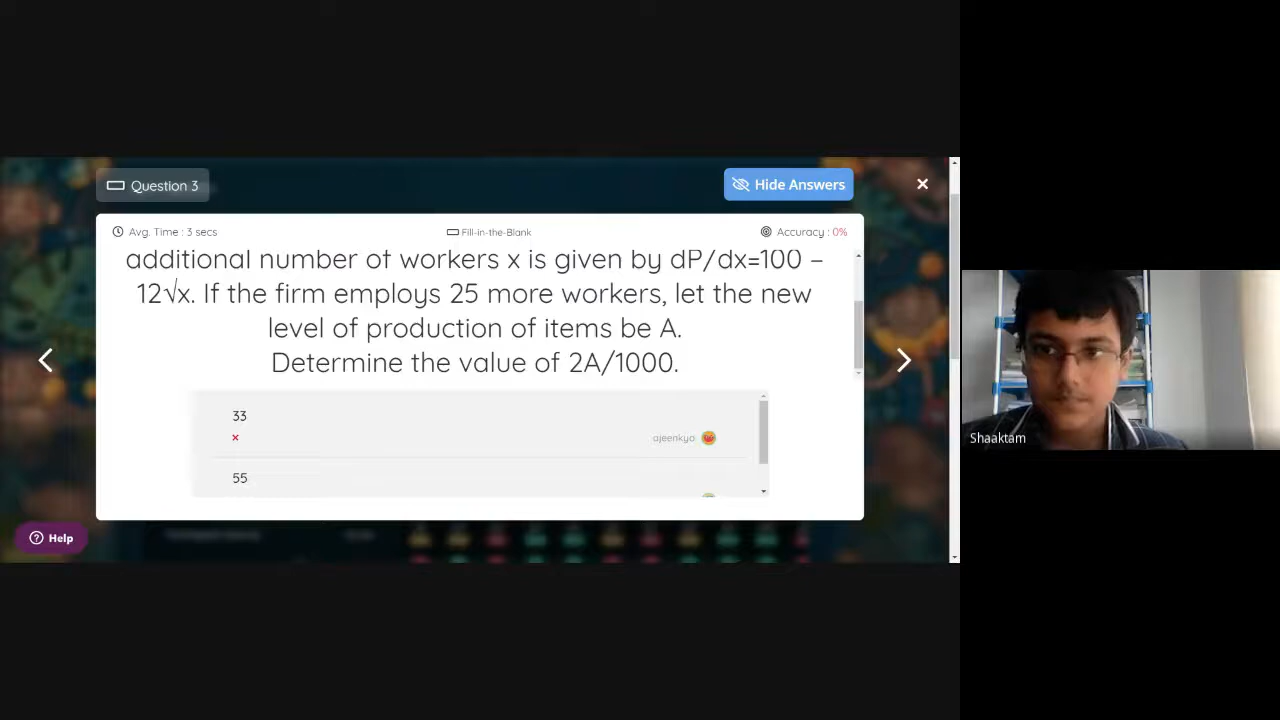 Question 3
Hide Answers
Avg. Time : 3 secs
Fill-in-the-Blank
Accuracy : 0%
additional number of workers x is given by dP/dx=100 –
12√x. If the firm employs 25 more workers, let the new
level of production of items be A.
Determine the value of 2A/1000.
33
ajeenkya
55
Help
Shaaktam